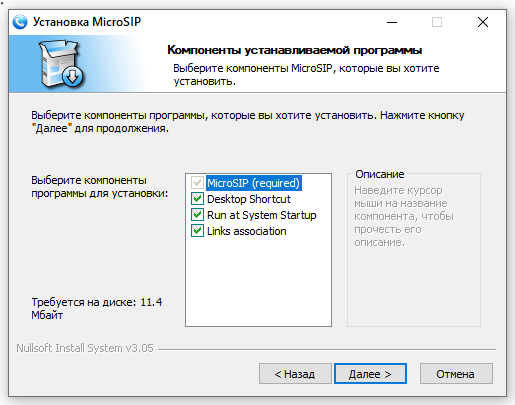 Установка MicroSIP
Компоненты устанавливаемой программы
Выберите компоненты MicroSIP, которые вы хотите
установить.
Выберите компоненты программы, которые вы хотите установить. Нажмите кнопку
"Далее" для продолжения.
Выберите компоненты
программы для установки:
MicroSIP (required)
Desktop Shortcut
Run at System Startup
Links association
Описание
Наведите курсор
мыши на название
компонента, чтобы
прочесть его
описание.
Требуется на диске: 11.4
Мбайт
Nullsoft Install System v3.05
< Назад
Далее >
Отмена